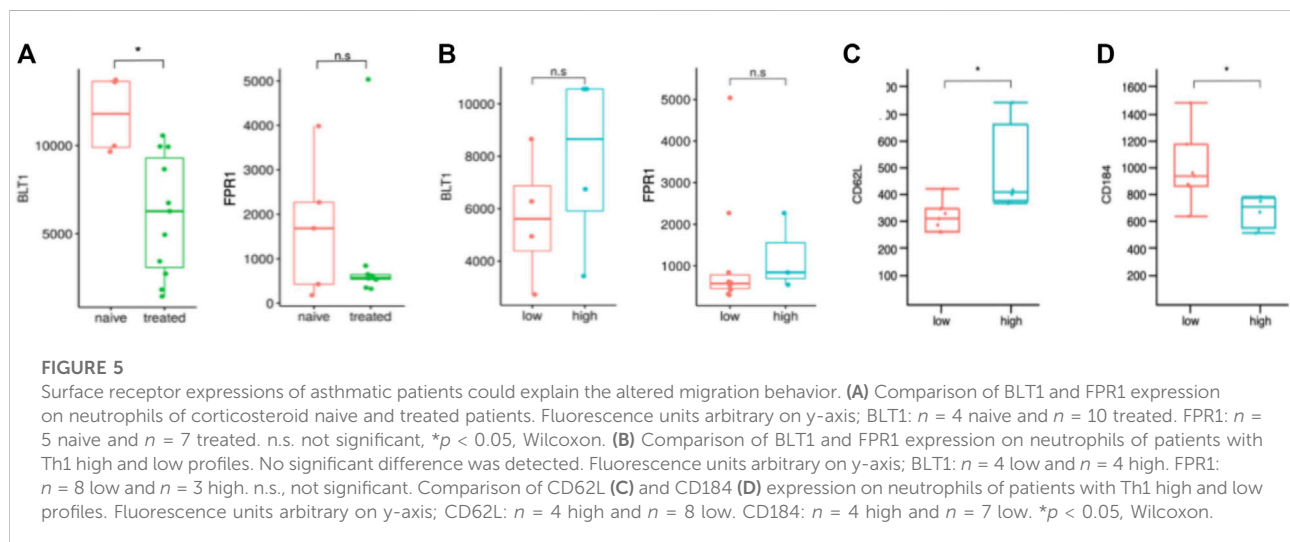 A
B
C
D
*
n.s
n.s
n.s
*
*
BLT1
10000
5000
naive
treated
FPR1
5000
4000
3000
2000
1000
0
naive
treated
BLT1
10000
8000
6000
4000
low
high
FPR1
5000
3000
1000
low
high
CD62L
600
500
400
300
200
100
low
high
CD184
1600
1400
1200
1000
800
600
400
200
low
high
FIGURE 5
Surface receptor expressions of asthmatic patients could explain the altered migration behavior. (A) Comparison of BLT1 and FPR1 expression
on neutrophils of corticosteroid naive and treated patients. Fluorescence units arbitrary on y-axis; BLT1: n = 4 naive and n = 10 treated. FPR1: n =
5 naive and n = 7 treated. n.s. not significant, *p < 0.05, Wilcoxon. (B) Comparison of BLT1 and FPR1 expression on neutrophils of patients with
Th1 high and low profiles. No significant difference was detected. Fluorescence units arbitrary on y-axis; BLT1: n = 4 low and n = 4 high. FPR1:
n = 8 low and n = 3 high. n.s., not significant. Comparison of CD62L (C) and CD184 (D) expression on neutrophils of patients with Th1 high and low
profiles. Fluorescence units arbitrary on y-axis; CD62L: n = 4 high and n = 8 low. CD184: n = 4 high and n = 7 low. *p < 0.05, Wilcoxon.